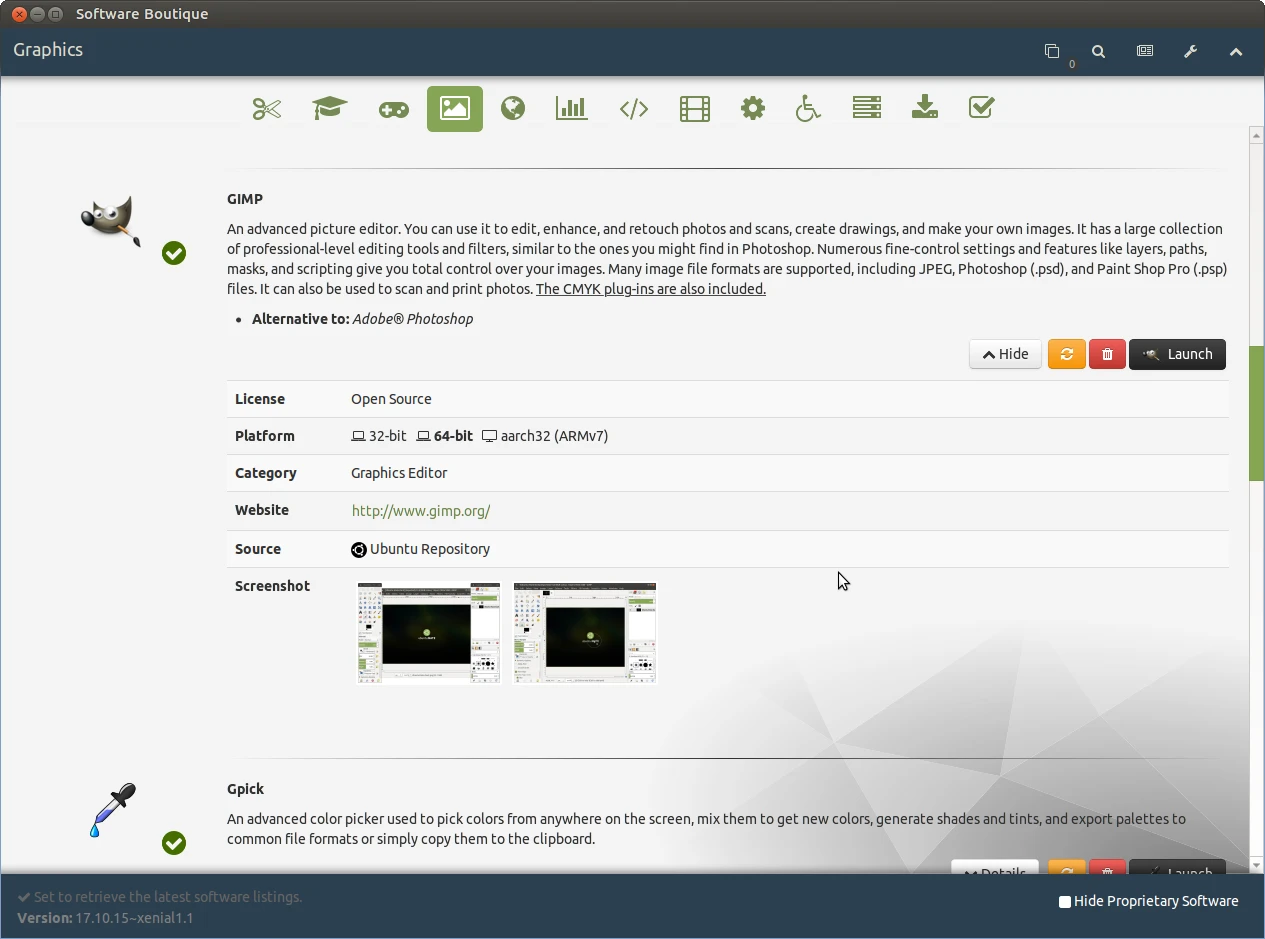 Software Boutique
Graphics
0
GIMP
An advanced picture editor. You can use it to edit, enhance, and retouch photos and scans, create drawings, and make your own images. It has a large collection
of professional-level editing tools and filters, similar to the ones you might find in Photoshop. Numerous fine-control settings and features like layers, paths,
masks, and scripting give you total control over your images. Many image file formats are supported, including JPEG, Photoshop (.psd), and Paint Shop Pro (.psp)
files. It can also be used to scan and print photos. The CMYK plug-ins are also included.
• Alternative to: Adobe® Photoshop
Hide Launch
License Open Source
Platform 32-bit 64-bit aarch32 (ARMv7)
Category Graphics Editor
Website http://www.gimp.org/
Source Ubuntu Repository
Screenshot
Gpick
An advanced color picker used to pick colors from anywhere on the screen, mix them to get new colors, generate shades and tints, and export palettes to
common file formats or simply copy them to the clipboard.
Details Launch
Set to retrieve the latest software listings.
Version: 17.10.15~xenial1.1
Hide Proprietary Software